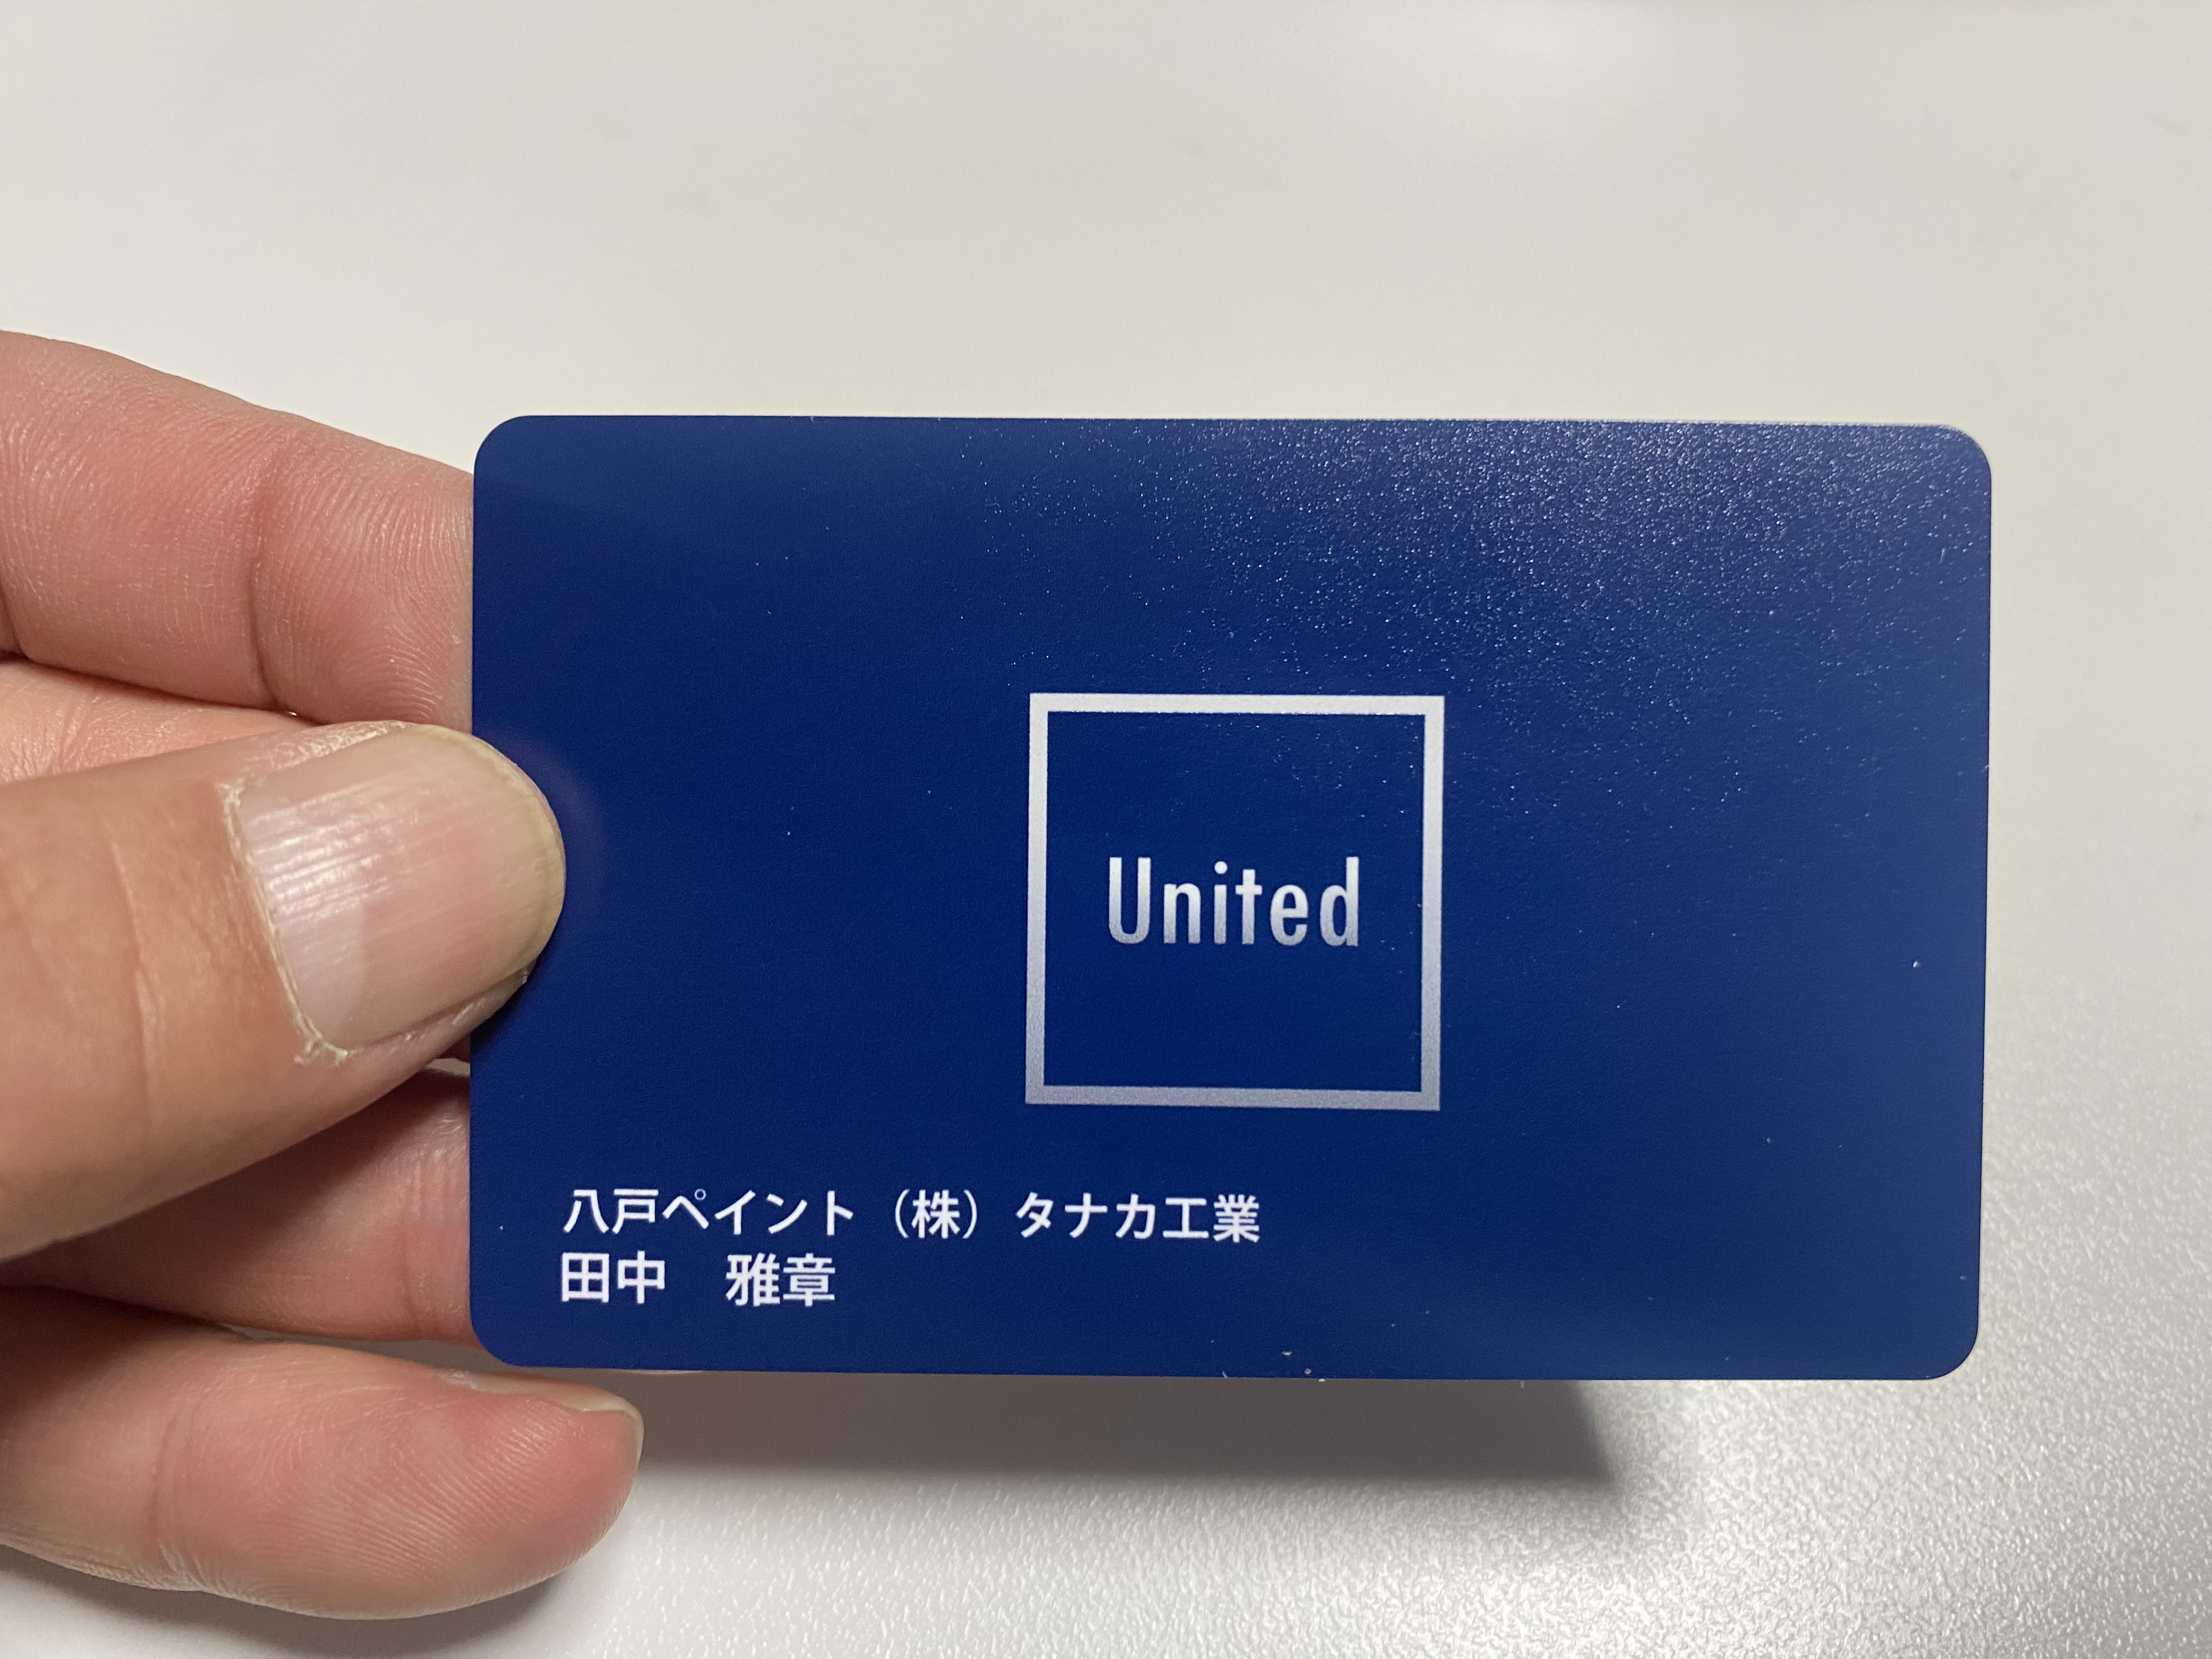 United
八戸ペイント（株）タナカ工業
田中　雅章